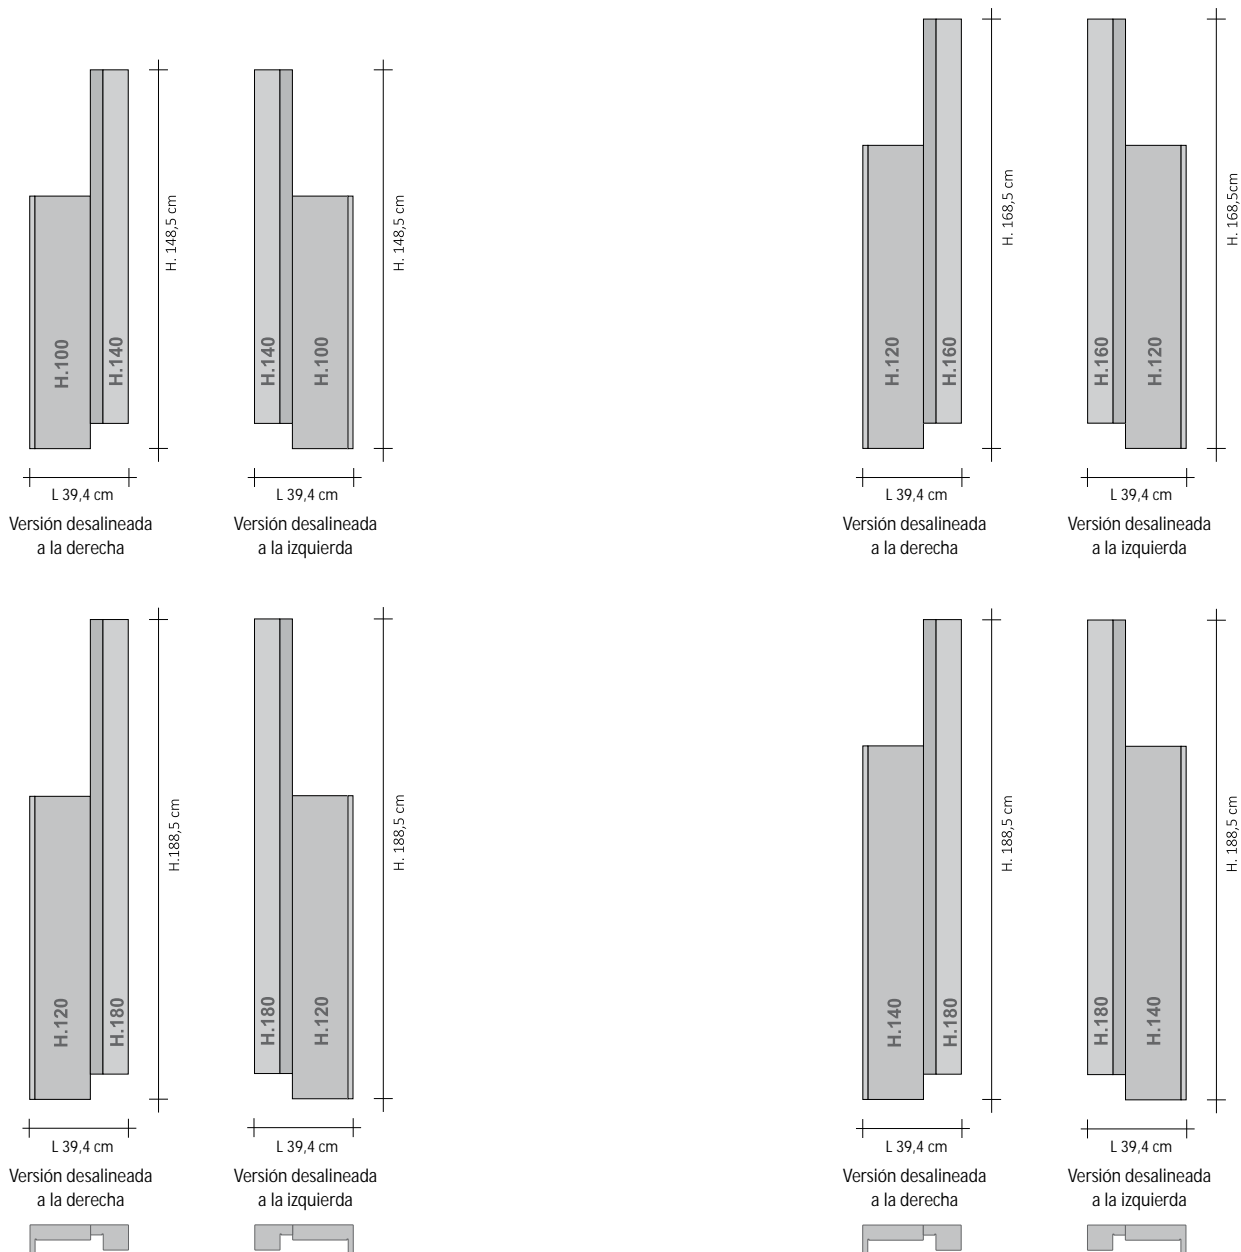 H.100
H.140
H. 148,5 cm
L 39,4 cm
Versión desalineada
a la derecha
H.140
H.100
H. 148,5 cm
L 39,4 cm
Versión desalineada
a la izquierda
H.120
H.160
H. 168,5 cm
L 39,4 cm
Versión desalineada
a la derecha
H.160
H.120
H. 168,5cm
L 39,4 cm
Versión desalineada
a la izquierda
H.120
H.180
H.188,5 cm
L 39,4 cm
Versión desalineada
a la derecha
H.180
H.120
H. 188,5 cm
L 39,4 cm
Versión desalineada
a la izquierda
H.140
H.180
H. 188,5 cm
L 39,4 cm
Versión desalineada
a la derecha
H.180
H.140
H. 188,5 cm
L 39,4 cm
Versión desalineada
a la izquierda